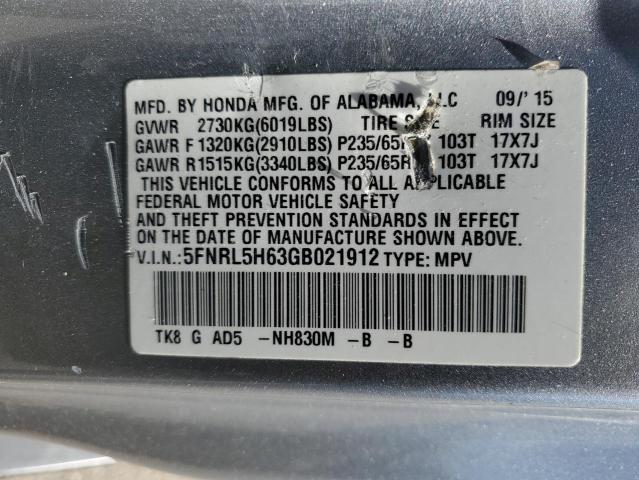 MFD. BY HONDA MFG. OF ALABAMA, LLC 09/'15
GVWR 2730KG(6019LBS) TIRE SIZE RIM SIZE
GAWR F 1320KG(2910LBS) P235/65R 103T 17X7J
GAWR R1515KG(3340LBS) P235/65R 103T 17X7J
THIS VEHICLE CONFORMS TO ALL APPLICABLE
FEDERAL MOTOR VEHICLE SAFETY
AND THEFT PREVENTION STANDARDS IN EFFECT
ON THE DATE OF MANUFACTURE SHOWN ABOVE.
V.I.N.:5FNRL5H63GB021912 TYPE: MPV
TK8 G AD5 -NH830M -B -B